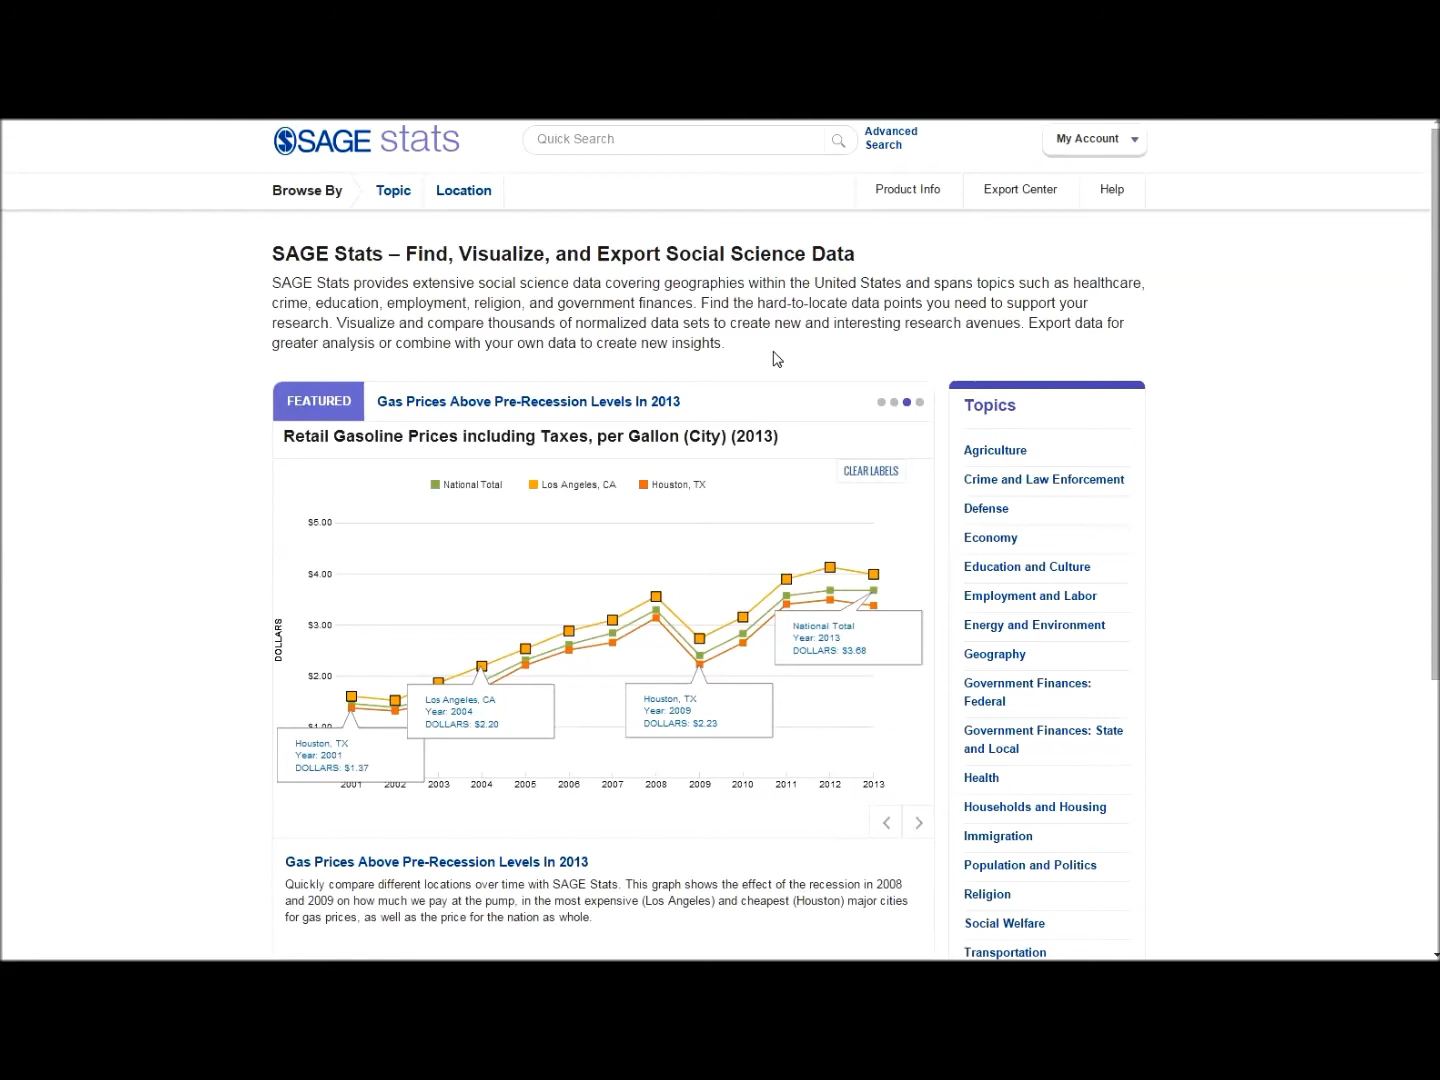 SAGE stats
Quick Search
Advanced
Search
My Account
Browse By
Topic
Location
Product Info
Export Center
Help
SAGE Stats – Find, Visualize, and Export Social Science Data
SAGE Stats provides extensive social science data covering geographies within the United States and spans topics such as healthcare,
crime, education, employment, religion, and government finances. Find the hard-to-locate data points you need to support your
research. Visualize and compare thousands of normalized data sets to create new and interesting research avenues. Export data for
greater analysis or combine with your own data to create new insights.
FEATURED
Gas Prices Above Pre-Recession Levels In 2013
Retail Gasoline Prices including Taxes, per Gallon (City) (2013)
CLEAR LABELS
National Total
Los Angeles, CA
Houston, TX
$5.00
$4.00
$3.00
$2.00
$1.00
DOLLARS
National Total
Year: 2013
DOLLARS: $3.68
Los Angeles, CA
Year: 2004
DOLLARS: $2.20
Houston, TX
Year: 2009
DOLLARS: $2.23
Houston, TX
Year: 2001
DOLLARS: $1.37
2001 2002 2003 2004 2005 2006 2007 2008 2009 2010 2011 2012 2013
Gas Prices Above Pre-Recession Levels In 2013
Quickly compare different locations over time with SAGE Stats. This graph shows the effect of the recession in 2008
and 2009 on how much we pay at the pump, in the most expensive (Los Angeles) and cheapest (Houston) major cities
for gas prices, as well as the price for the nation as whole.
Topics
Agriculture
Crime and Law Enforcement
Defense
Economy
Education and Culture
Employment and Labor
Energy and Environment
Geography
Government Finances:
Federal
Government Finances: State
and Local
Health
Households and Housing
Immigration
Population and Politics
Religion
Social Welfare
Transportation